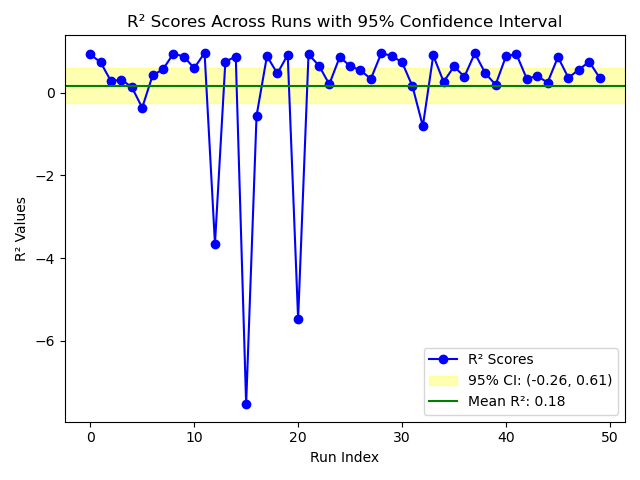 R² Scores Across Runs with 95% Confidence Interval
R² Values
0
−2
−4
−6
0 10 20 30 40 50
Run Index
R² Scores
95% CI: (-0.26, 0.61)
Mean R²: 0.18